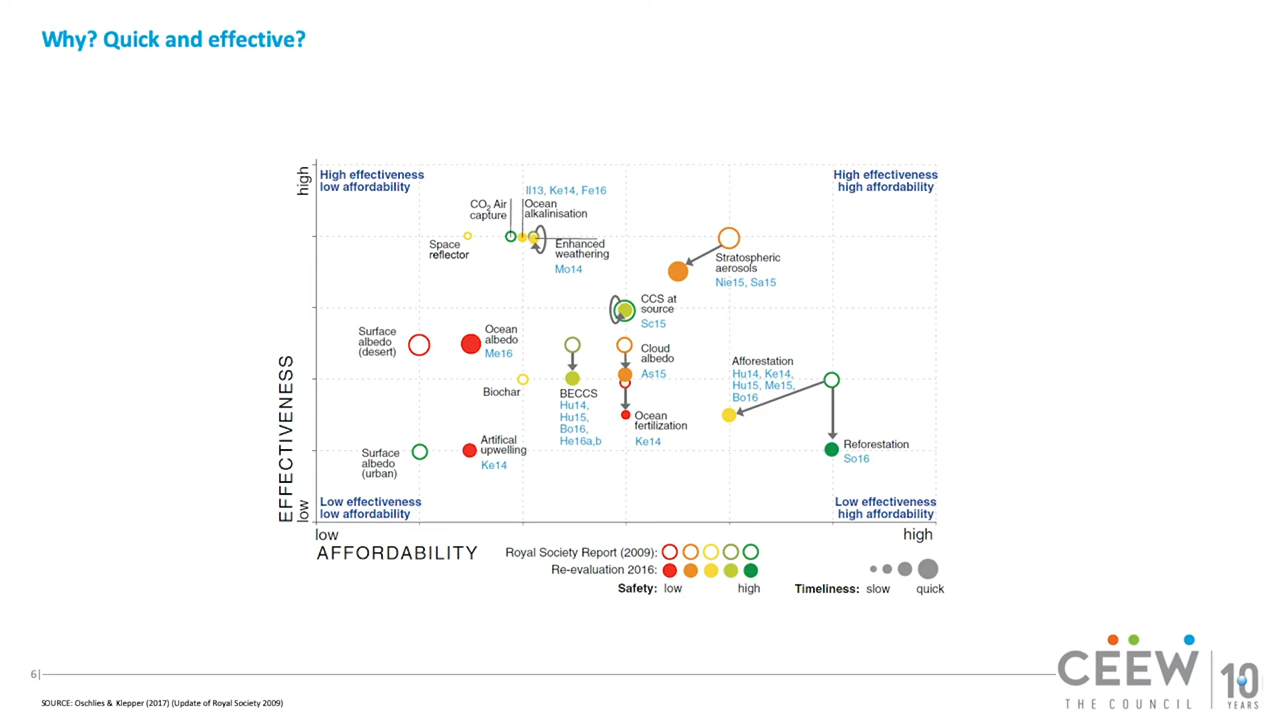 Why? Quick and effective?
high
High effectiveness
low affordability
High effectiveness
high affordability
Il13, Ke14, Fe16
CO2 Air
capture
Ocean
alkalinisation
Space
reflector
Enhanced
weathering
Mo14
Stratospheric
aerosols
Nie15, Sa15
CCS at
source
Sc15
Surface
albedo
(desert)
Ocean
albedo
Me16
Cloud
albedo
As15
Afforestation
Hu14, Ke14,
Hu15, Me15,
Bo16
Biochar
BECCS
Hu14,
Hu15,
Bo16,
He16a,b
Ocean
fertilization
Ke14
Surface
albedo
(urban)
Artifical
upwelling
Ke14
Reforestation
So16
EFFECTIVENESS
low
Low effectiveness
low affordability
Low effectiveness
high affordability
low
high
AFFORDABILITY
Royal Society Report (2009):
Re-evaluation 2016:
Safety: low high
Timeliness: slow quick
6|
SOURCE: Oschlies & Klepper (2017) (Update of Royal Society 2009)
CEEW
THE COUNCIL
10
YEARS